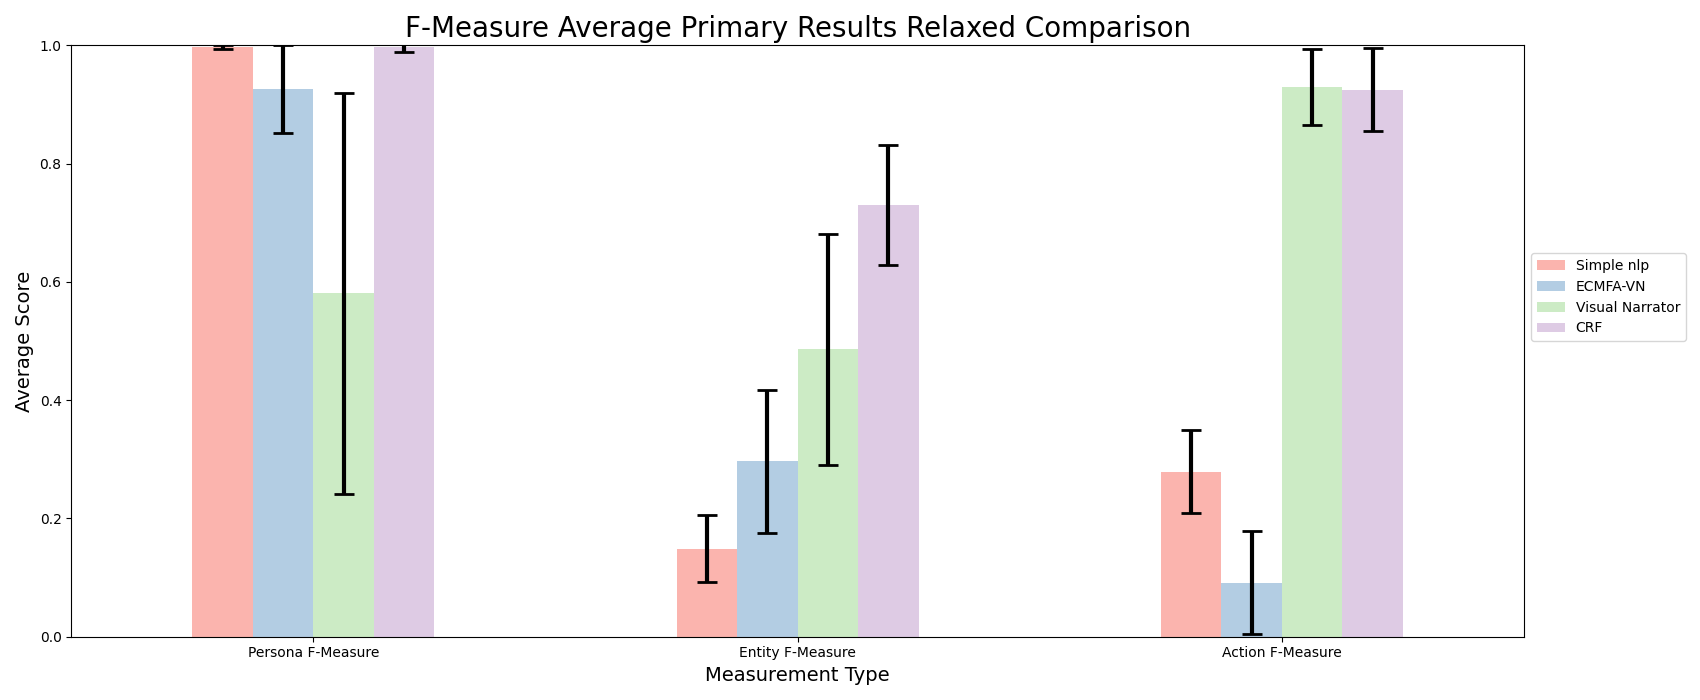 F-Measure Average Primary Results Relaxed Comparison
Average Score
1.0
0.8
0.6
0.4
0.2
0.0
Persona F-Measure
Entity F-Measure
Action F-Measure
Measurement Type
Simple nlp
ECMFA-VN
Visual Narrator
CRF